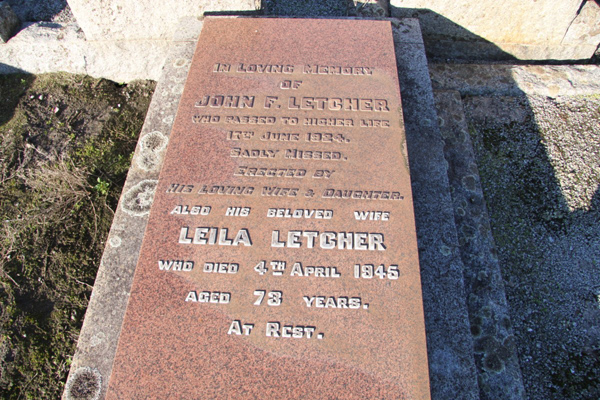 IN LOVING MEMORY
OF
JOHN F. LETCHER
WHO PASSED TO HIGHER LIFE
17TH JUNE 1924.
SADLY MISSED.
ERECTED BY
HIS LOVING WIFE & DAUGHTER.
ALSO HIS BELOVED WIFE
LEILA LETCHER
WHO DIED 4TH APRIL 1945
AGED 73 YEARS.
AT REST.